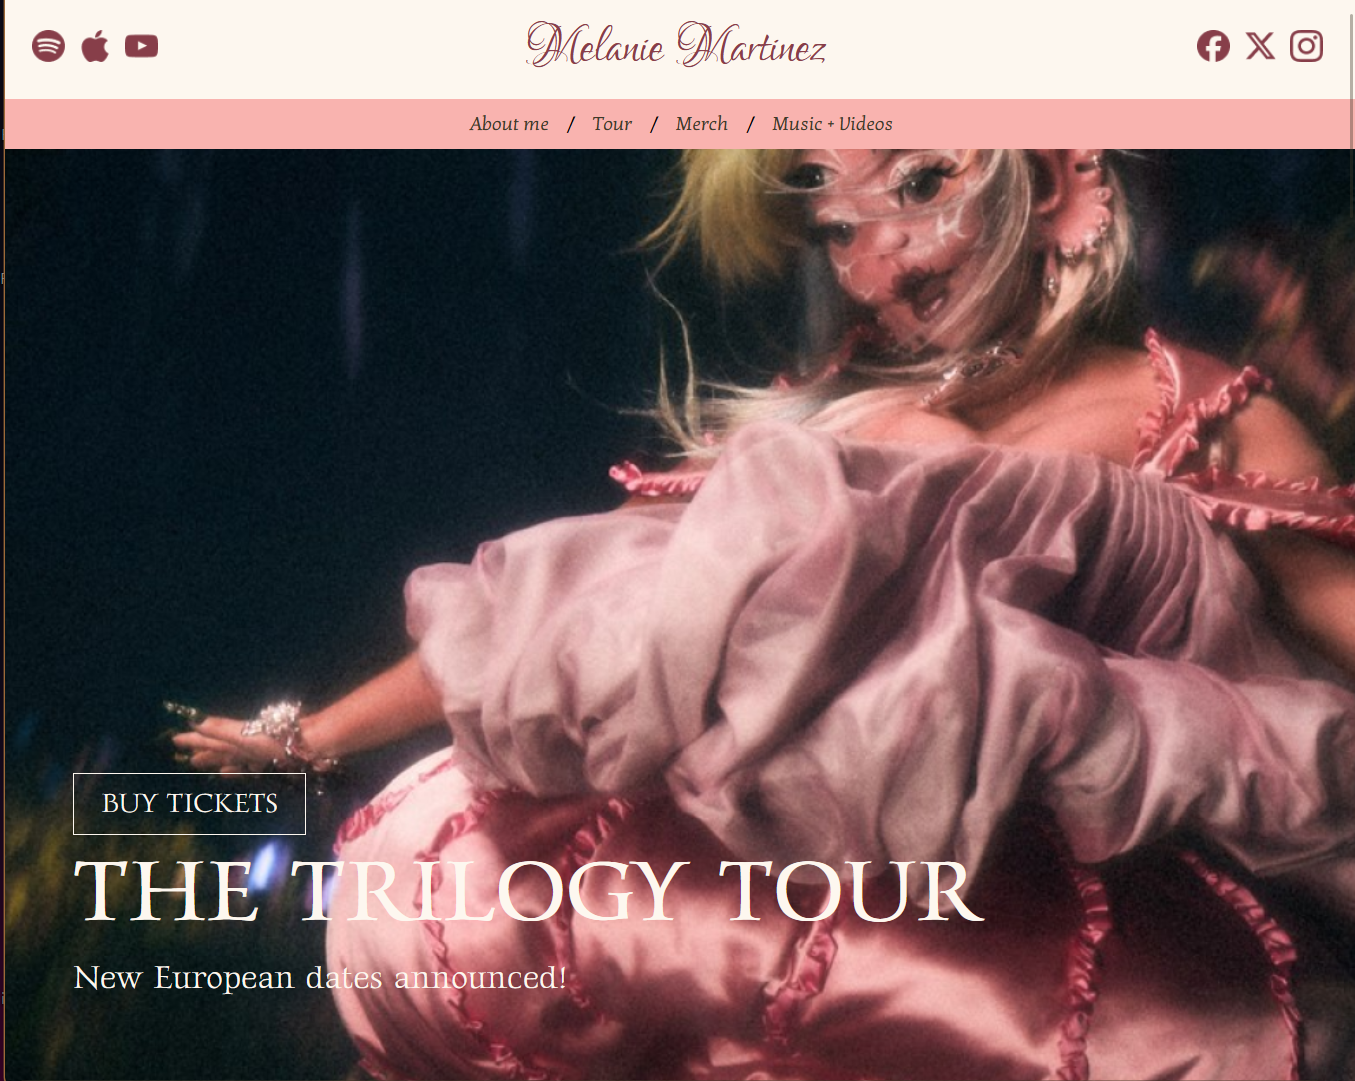 Melanie Martinez
About me / Tour / Merch / Music + Videos
BUY TICKETS
THE TRILOGY TOUR
New European dates announced!